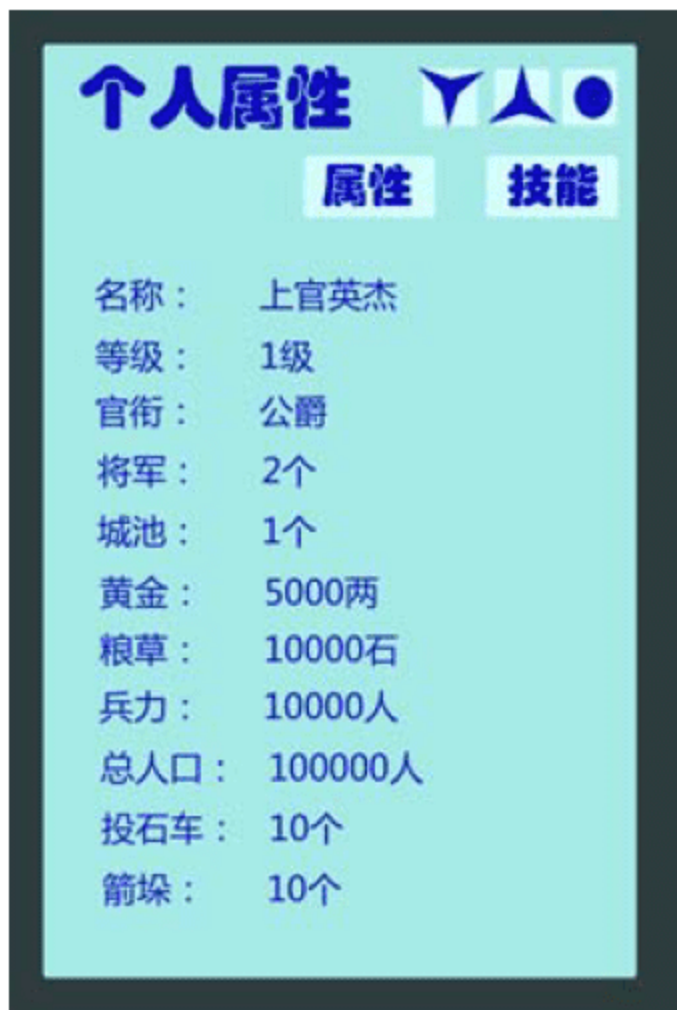 个人属性
属性 技能
名称： 上官英杰
等级： 1级
官衔： 公爵
将军： 2个
城池： 1个
黄金： 5000两
粮草： 10000石
兵力： 10000人
总人口： 100000人
投石车： 10个
箭垛： 10个